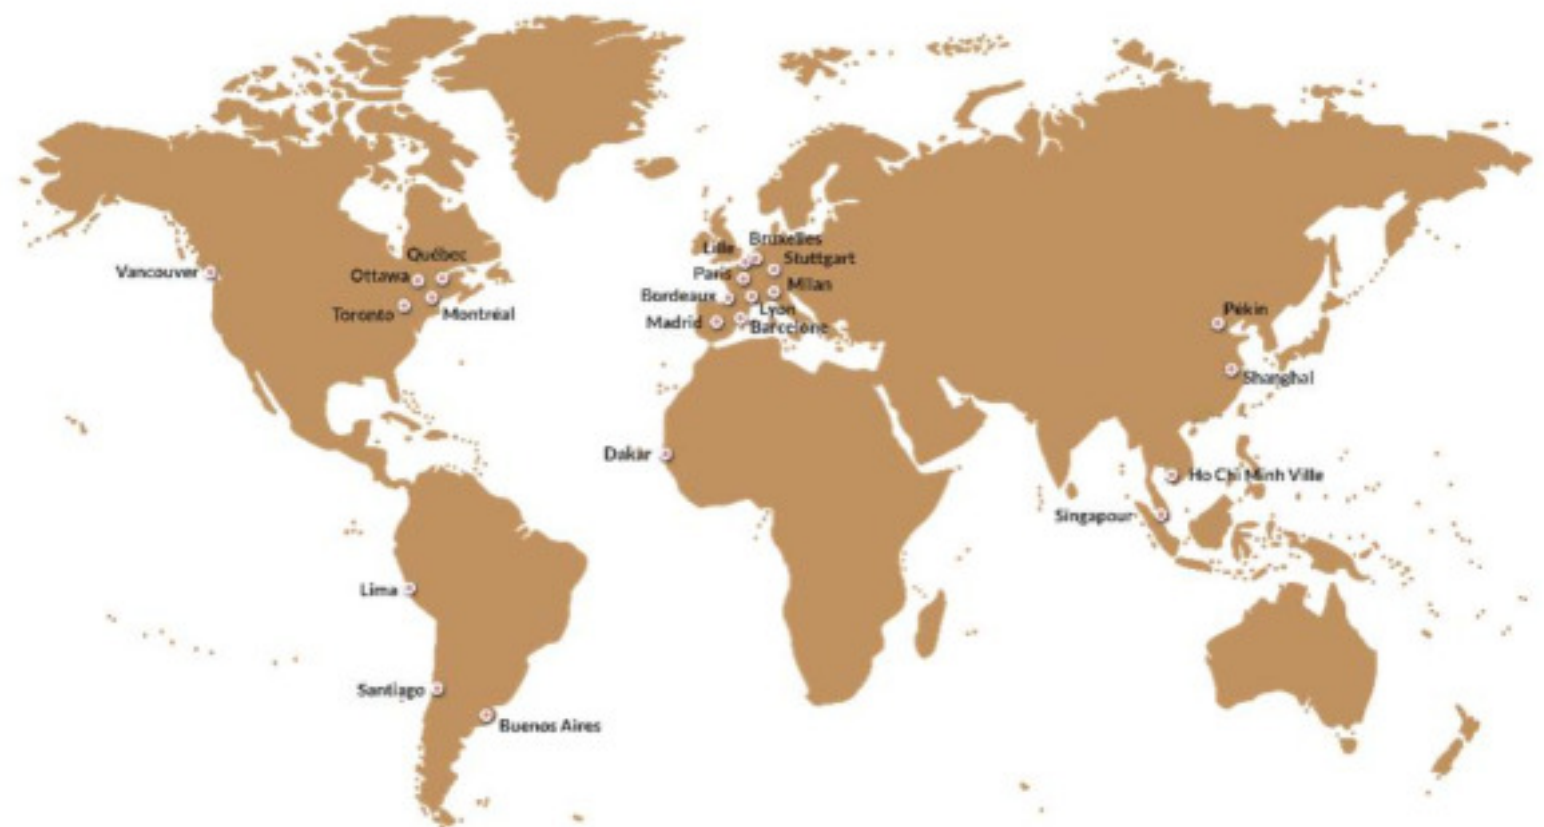 Québec
Vancouver
Ottawa
Toronto
Montréal
Lille
Bruxelles
Paris
Stuttgart
Bordeaux
Milan
Lyon
Madrid
Barcelone
Pékin
Shanghai
Dakar
Ho Chi Minh Ville
Singapour
Lima
Santiago
Buenos Aires